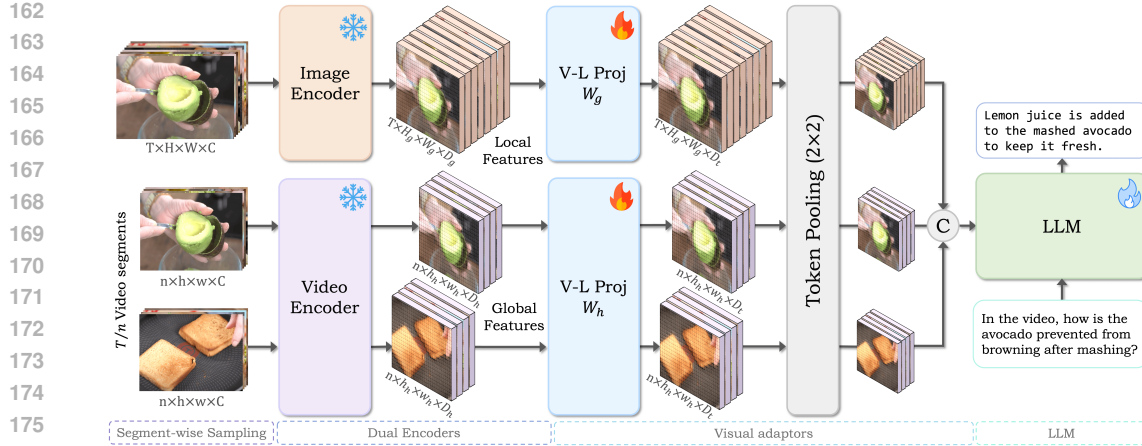 162
163
164
165
166
167
168
169
170
171
172
173
174
175
T×H×W×C
Image
Encoder
T×H_g×W_g×D_g
Local
Features
V-L Proj
W_g
T×H_g×W_g×D_t
Token Pooling (2×2)
T/n Video segments
n×h×w×C
n×h×w×C
Video
Encoder
n×h_h×w_h×D_h
Global
Features
n×h_h×w_h×D_h
V-L Proj
W_h
n×h_h×w_h×D_t
n×h_h×w_h×D_t
C
Lemon juice is added
to the mashed avocado
to keep it fresh.
LLM
In the video, how is the
avocado prevented from
browning after mashing?
Segment-wise Sampling
Dual Encoders
Visual adaptors
LLM